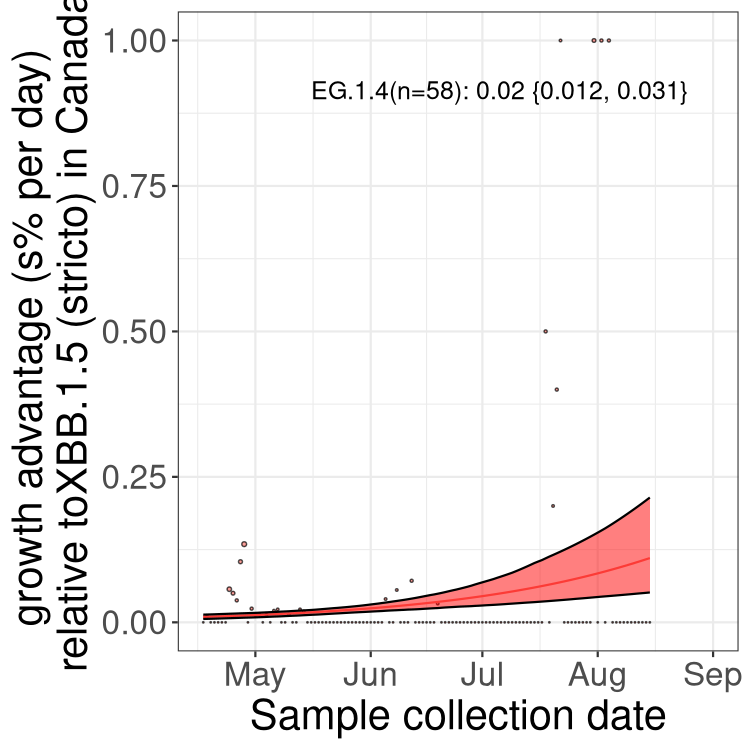 growth advantage (s% per day)
relative toXBB.1.5 (stricto) in Canada
1.00
0.75
0.50
0.25
0.00
EG.1.4(n=58): 0.02 {0.012, 0.031}
May Jun Jul Aug Sep
Sample collection date